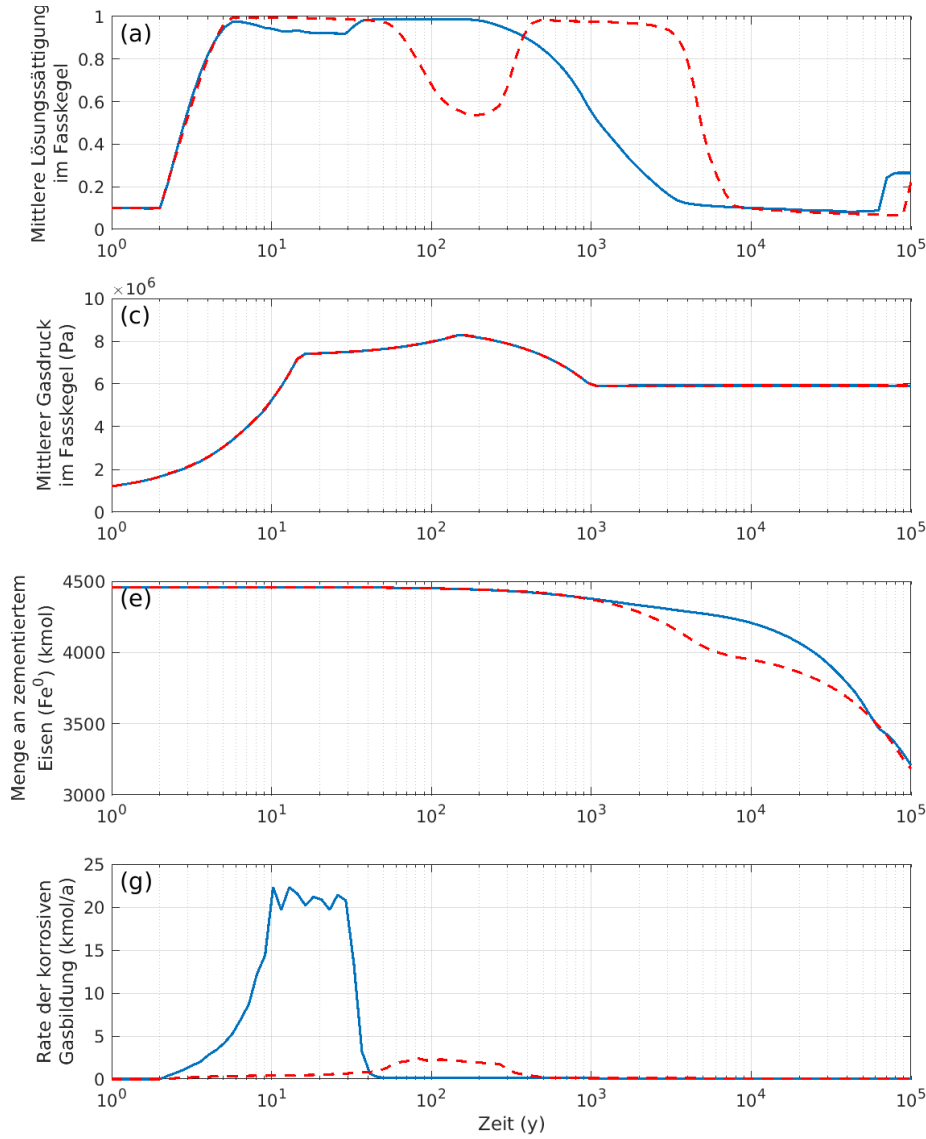 (a)
Mittlere Lösungssättigung
im Fasskegel
1
0.8
0.6
0.4
0.2
0
10^0 10^1 10^2 10^3 10^4 10^5
×10^6
(c)
Mittlerer Gasdruck
im Fasskegel (Pa)
10
8
6
4
2
0
10^0 10^1 10^2 10^3 10^4 10^5
(e)
Menge an zementiertem
Eisen (Fe^0) (kmol)
4500
4000
3500
3000
10^0 10^1 10^2 10^3 10^4 10^5
(g)
Rate der korrosiven
Gasbildung (kmol/a)
25
20
15
10
5
0
10^0 10^1 10^2 10^3 10^4 10^5
Zeit (y)